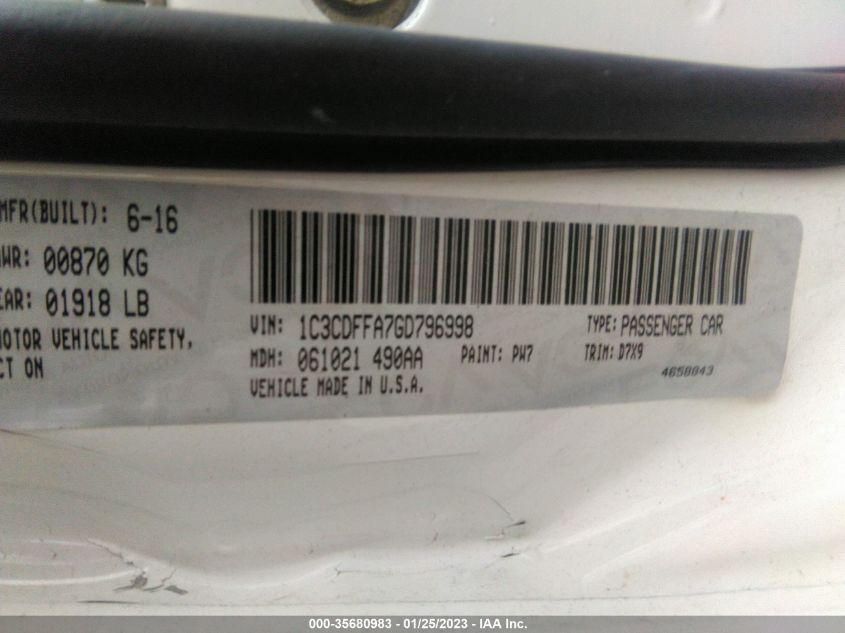 MFR(BUILT): 6-16
WR: 00870 KG
EAR: 01918 LB
MOTOR VEHICLE SAFETY,
CT ON
VIN: 1C3CDFFA7GD796998
TYPE: PASSENGER CAR
MDH: 061021 490AA
PAINT: PW7
TRIM: D7X9
VEHICLE MADE IN U.S.A.
4658843
000-35680983 - 01/25/2023 - IAA Inc.